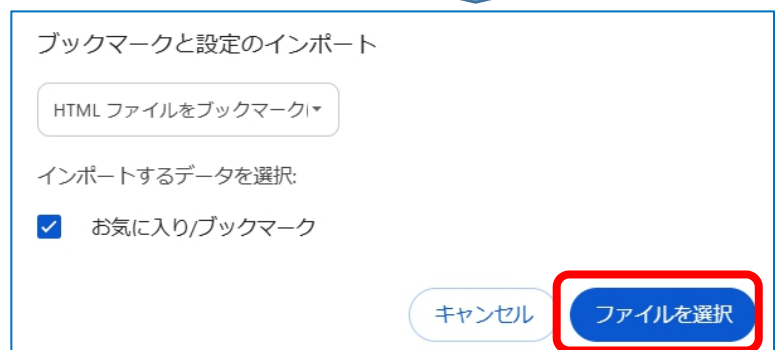 ブックマークと設定のインポート
HTML ファイルをブックマーク
インポートするデータを選択:
お気に入り/ブックマーク
キャンセル ファイルを選択